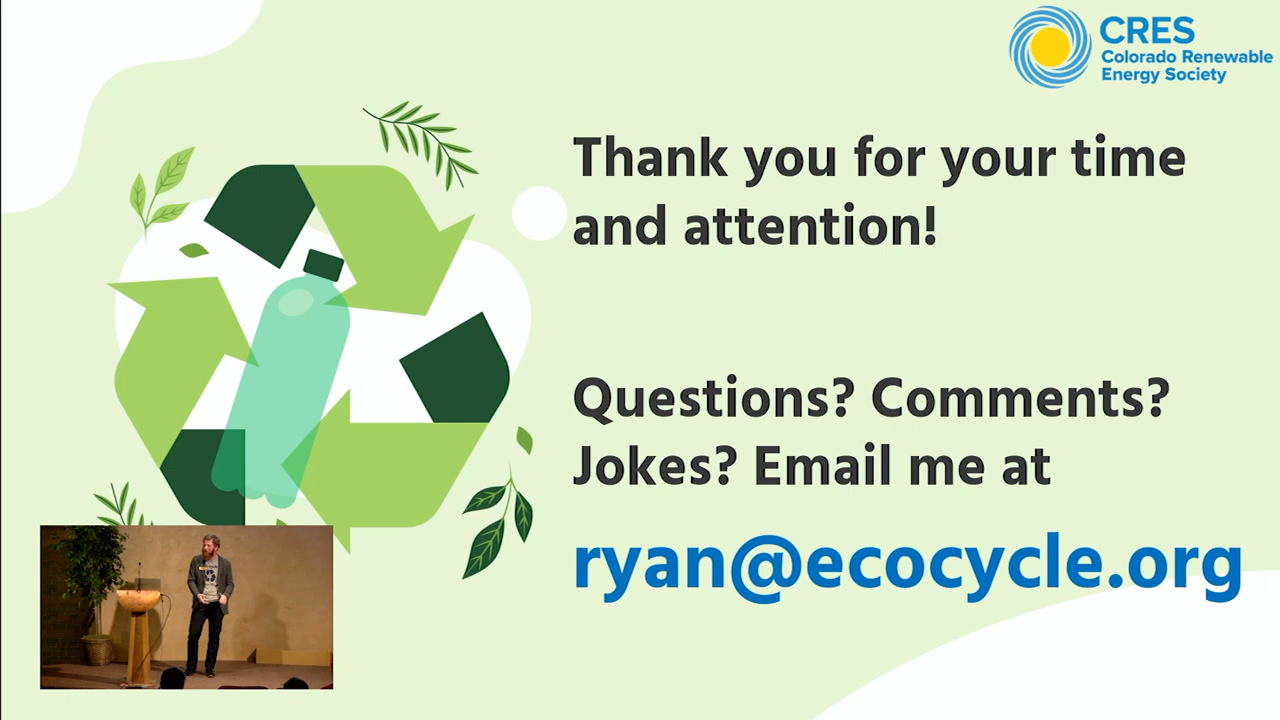 CRES
Colorado Renewable
Energy Society
Thank you for your time
and attention!
Questions? Comments?
Jokes? Email me at
ryan@ecocycle.org